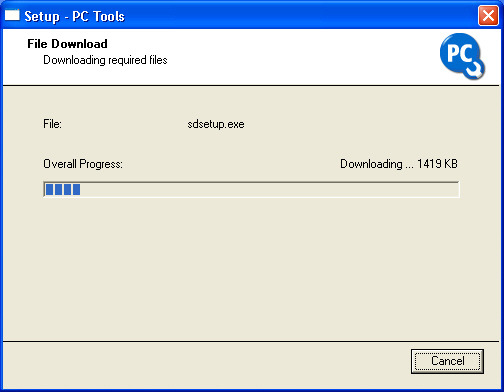 Setup - PC Tools
File Download
Downloading required files
PC
File: sdsetup.exe
Overall Progress: Downloading ... 1419 KB
Cancel